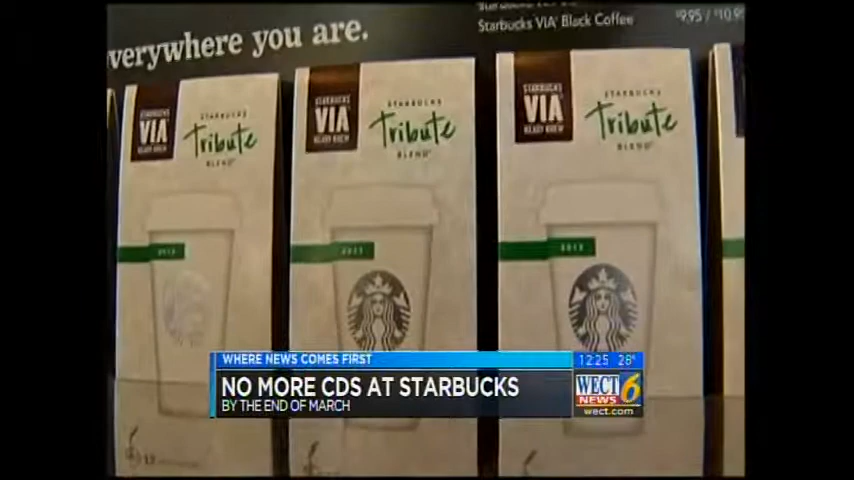 everywhere you are.
Starbucks VIA® Black Coffee
$9.95 /
STARBUCKS
VIA
READY BREW
STARBUCKS
Tribute
BLEND
STARBUCKS
VIA
READY BREW
STARBUCKS
Tribute
BLEND
STARBUCKS
VIA
READY BREW
STARBUCKS
Tribute
BLEND
WHERE NEWS COMES FIRST
12:25 28°
NO MORE CDS AT STARBUCKS
BY THE END OF MARCH
WECT 6
NEWS
wect.com
12